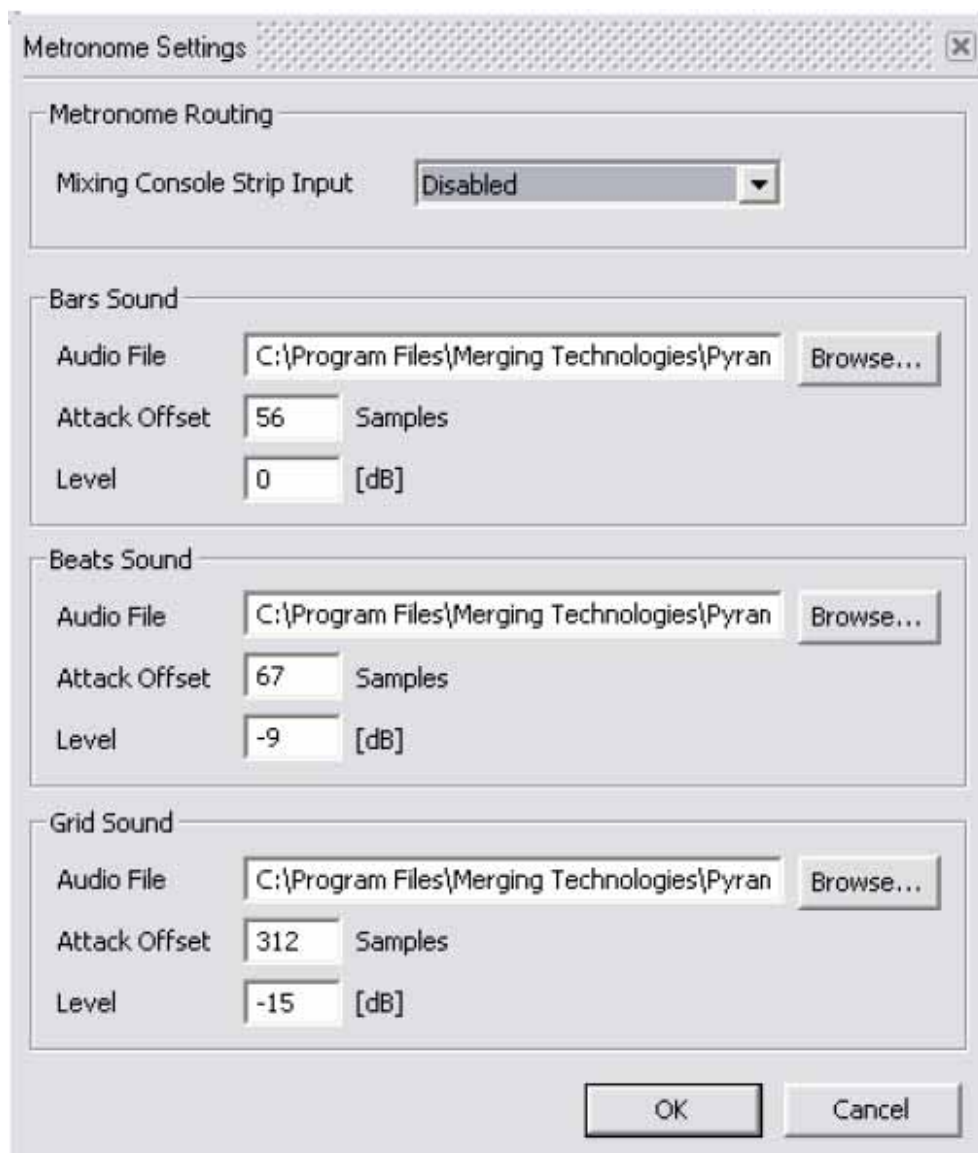 Metronome Settings
Metronome Routing
Mixing Console Strip Input Disabled
Bars Sound
Audio File C:\Program Files\Merging Technologies\Pyran Browse...
Attack Offset 56 Samples
Level 0 [dB]
Beats Sound
Audio File C:\Program Files\Merging Technologies\Pyran Browse...
Attack Offset 67 Samples
Level -9 [dB]
Grid Sound
Audio File C:\Program Files\Merging Technologies\Pyran Browse...
Attack Offset 312 Samples
Level -15 [dB]
OK Cancel